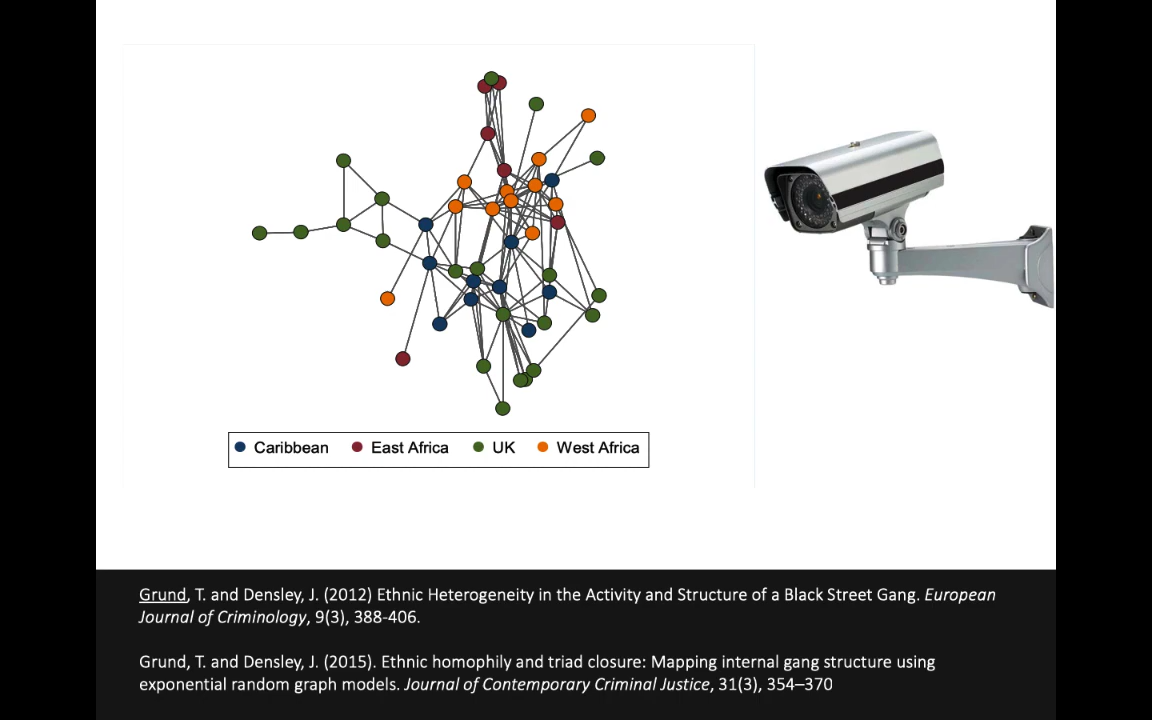 Caribbean East Africa UK West Africa
Grund, T. and Densley, J. (2012) Ethnic Heterogeneity in the Activity and Structure of a Black Street Gang. European
Journal of Criminology, 9(3), 388-406.
Grund, T. and Densley, J. (2015). Ethnic homophily and triad closure: Mapping internal gang structure using
exponential random graph models. Journal of Contemporary Criminal Justice, 31(3), 354–370